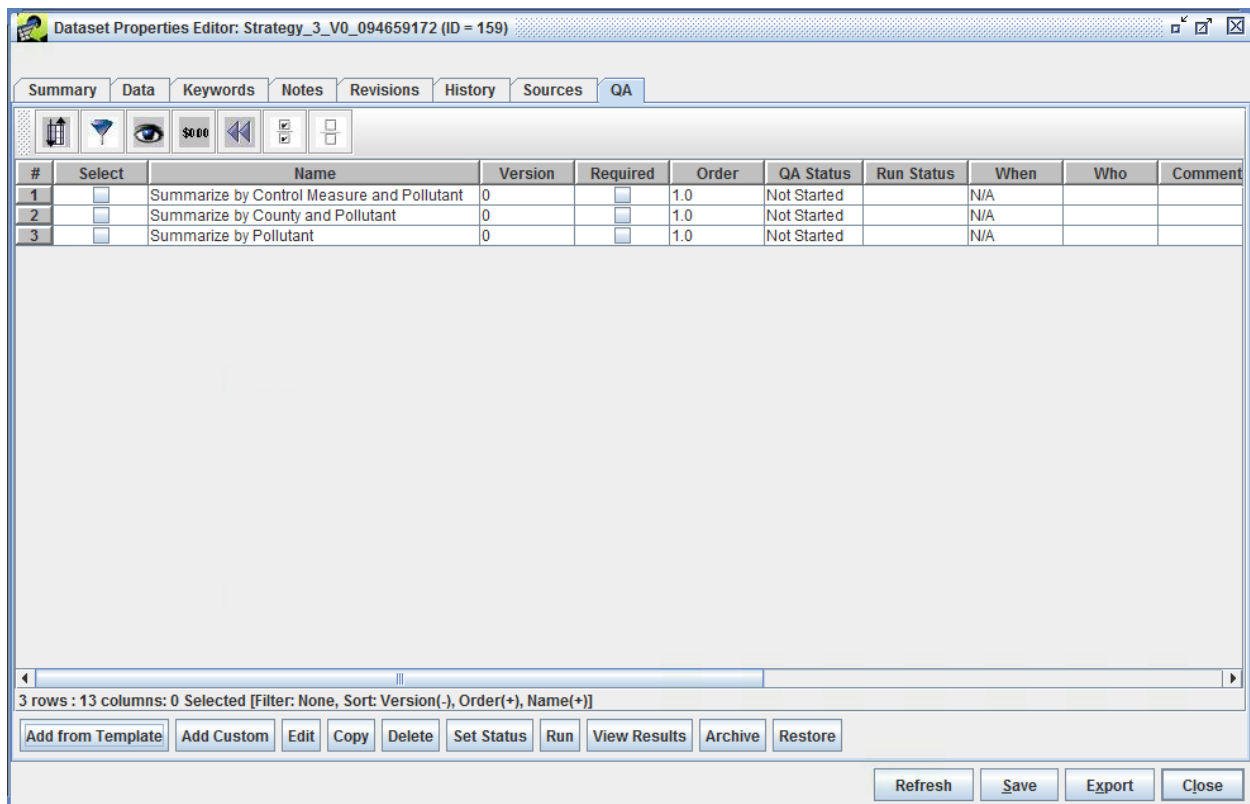 Dataset Properties Editor: Strategy_3_V0_094659172 (ID = 159)
Summary Data Keywords Notes Revisions History Sources QA
$0.00
# Select Name Version Required Order QA Status Run Status When Who Comment
1 Summarize by Control Measure and Pollutant 0 1.0 Not Started N/A
2 Summarize by County and Pollutant 0 1.0 Not Started N/A
3 Summarize by Pollutant 0 1.0 Not Started N/A
3 rows : 13 columns: 0 Selected [Filter: None, Sort: Version(-), Order(+), Name(+)]
Add from Template Add Custom Edit Copy Delete Set Status Run View Results Archive Restore
Refresh Save Export Close